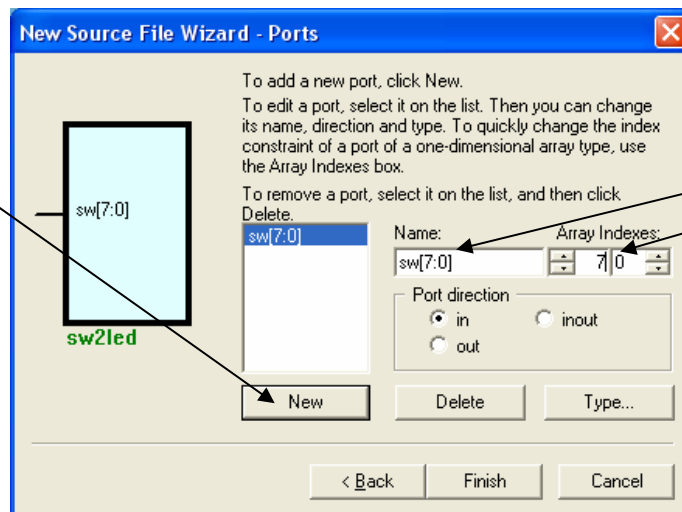 New Source File Wizard - Ports
To add a new port, click New.
To edit a port, select it on the list. Then you can change
its name, direction and type. To quickly change the index
constraint of a port of a one-dimensional array type, use
the Array Indexes box.
To remove a port, select it on the list, and then click
Delete.
sw[7:0]
sw2led
sw[7:0]
Name:
Array Indexes:
sw[7:0]
7
0
Port direction
in
inout
out
New
Delete
Type...
< Back
Finish
Cancel